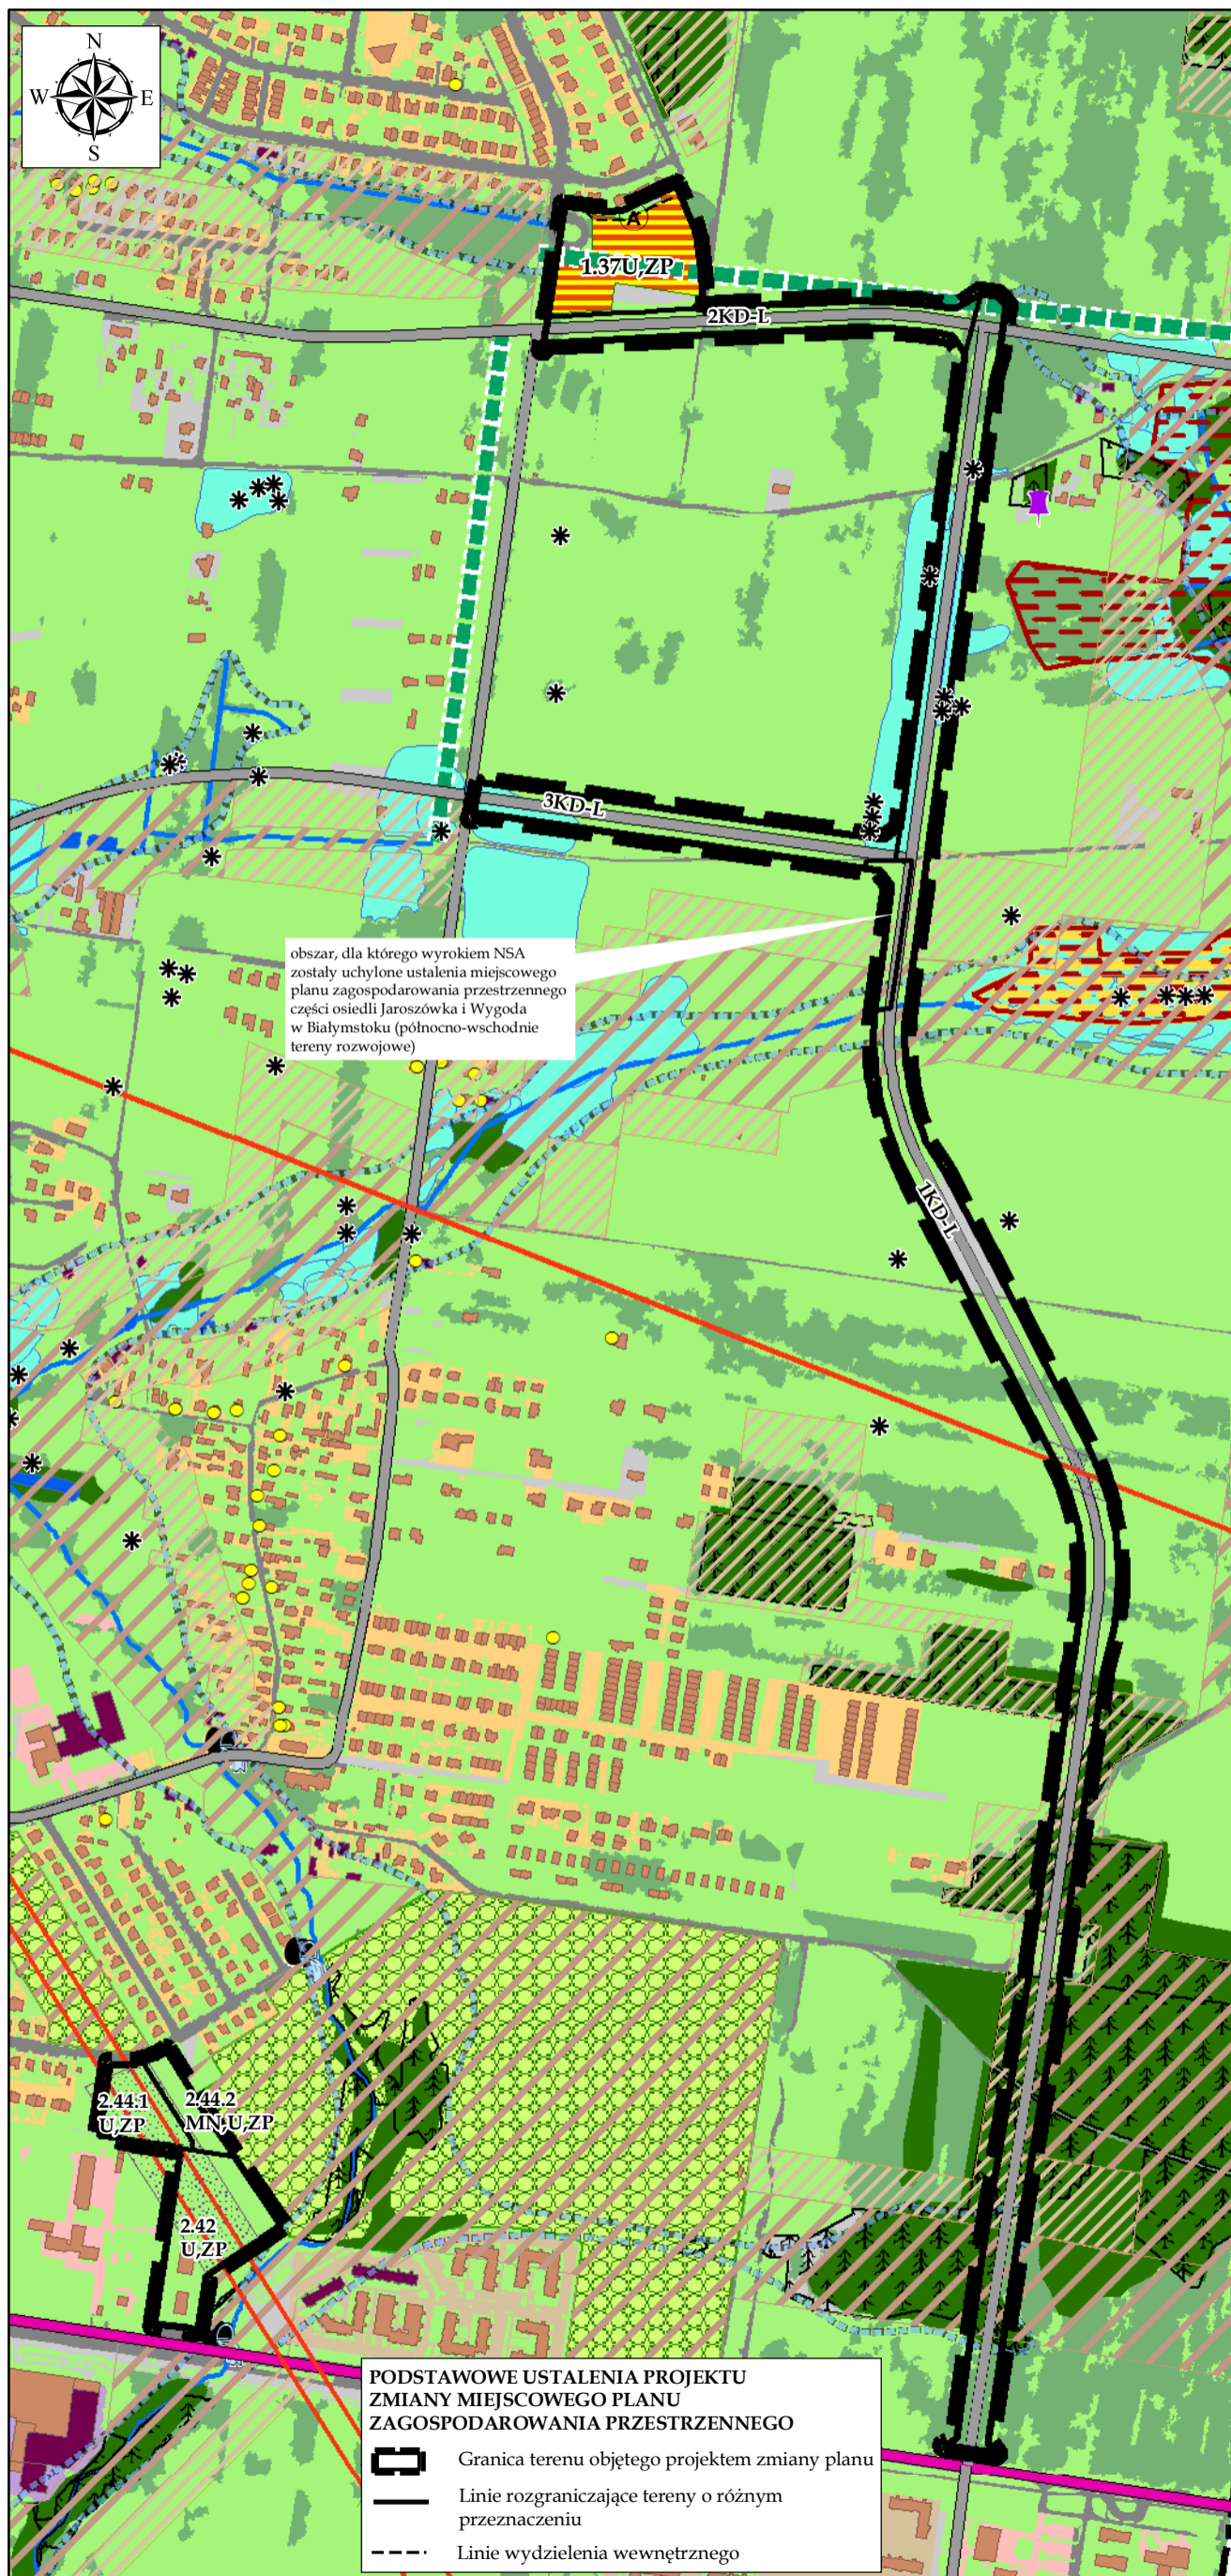 N
W E
S
A
1.37U,ZP
2KD-L
3KD-L
obszar, dla którego wyrokiem NSA
zostały uchylone ustalenia miejscowego
planu zagospodarowania przestrzennego
części osiedli Jaroszówka i Wygoda
w Białymstoku (północno-wschodnie
tereny rozwojowe)
1KD-L
2.44.1
U,ZP
2.44.2
MN,U,ZP
2.42
U,ZP
PODSTAWOWE USTALENIA PROJEKTU
ZMIANY MIEJSCOWEGO PLANU
ZAGOSPODAROWANIA PRZESTRZENNEGO
Granica terenu objętego projektem zmiany planu
Linie rozgraniczające tereny o różnym
przeznaczeniu
Linie wydzielenia wewnętrznego